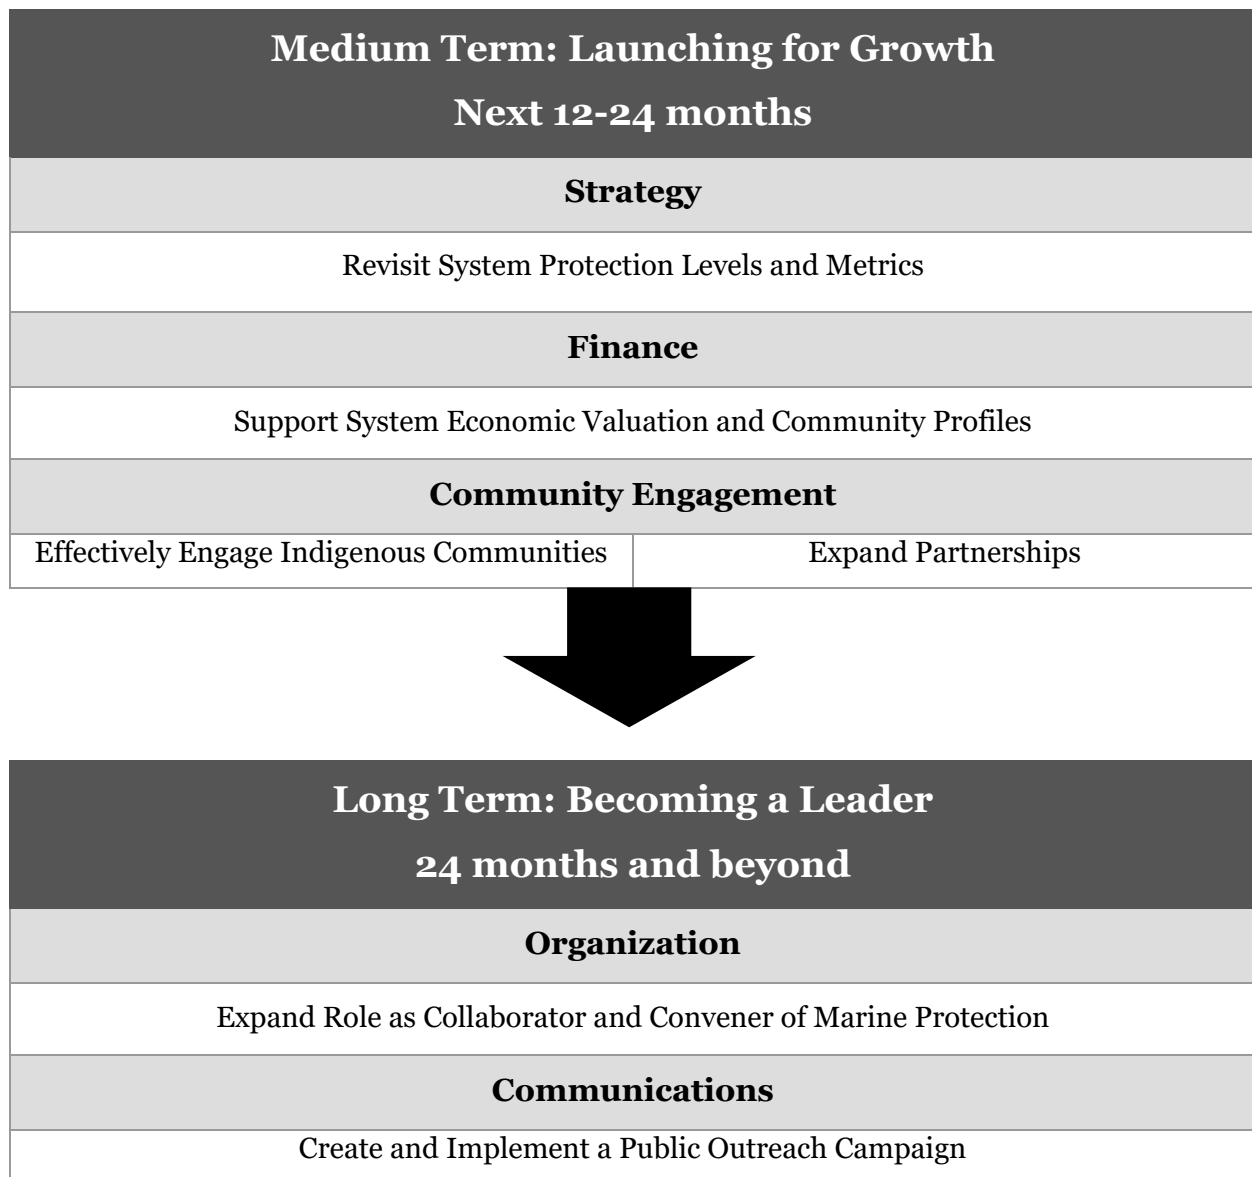 Medium Term: Launching for Growth
Next 12-24 months
Strategy
Revisit System Protection Levels and Metrics
Finance
Support System Economic Valuation and Community Profiles
Community Engagement
Effectively Engage Indigenous Communities
Expand Partnerships
Long Term: Becoming a Leader
24 months and beyond
Organization
Expand Role as Collaborator and Convener of Marine Protection
Communications
Create and Implement a Public Outreach Campaign